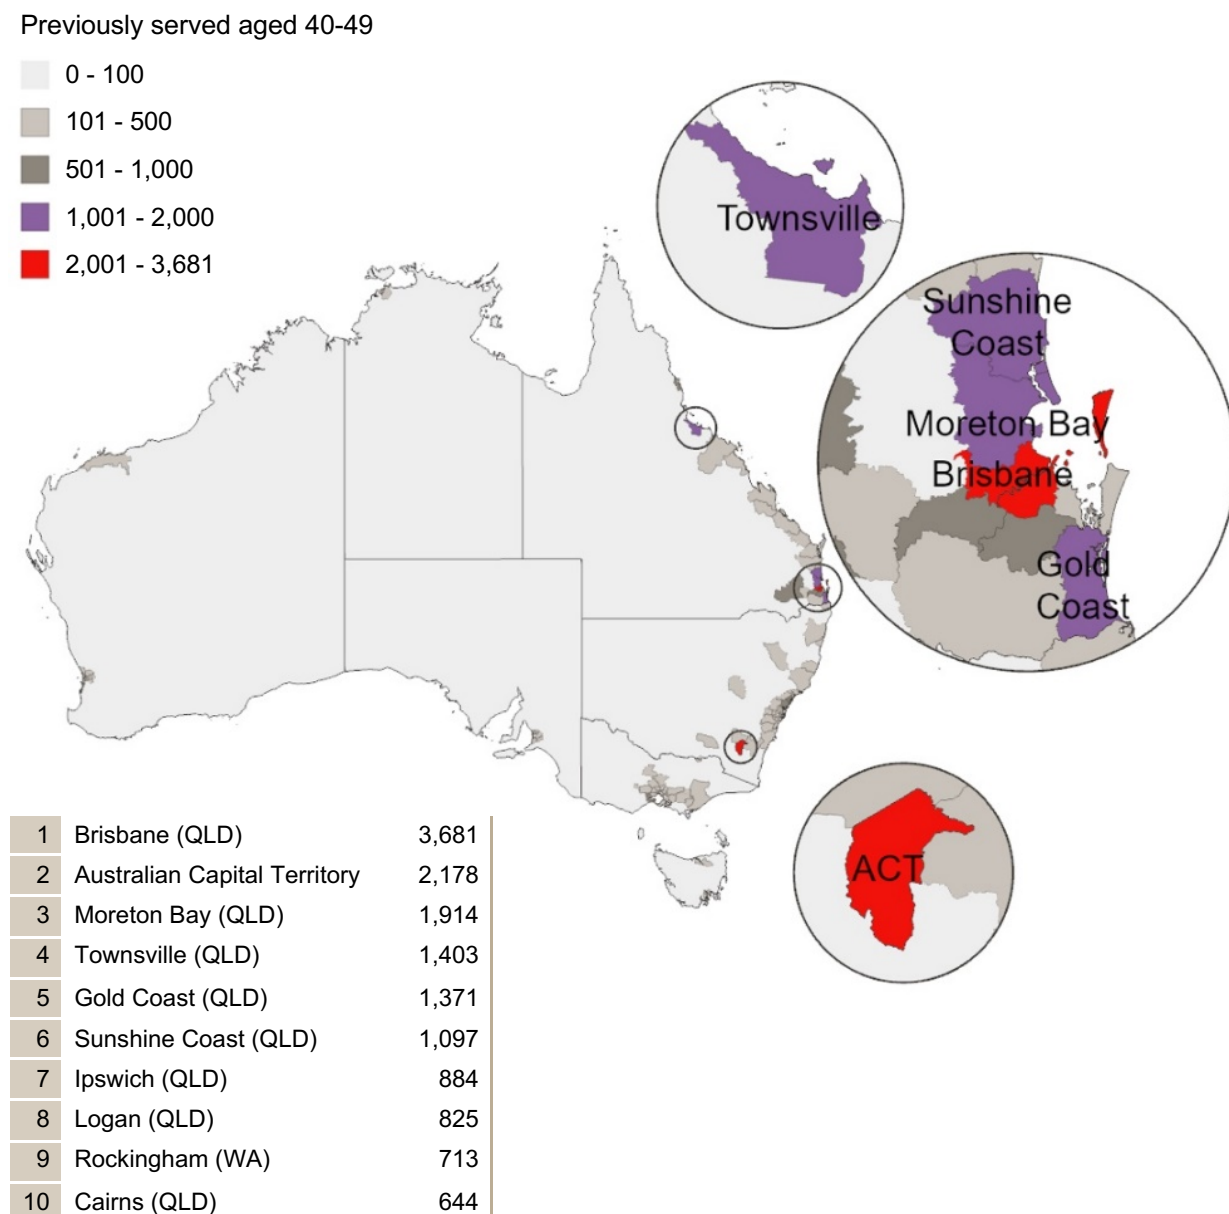 Previously served aged 40-49
0 - 100
101 - 500
501 - 1,000
1,001 - 2,000
2,001 - 3,681
Townsville
Sunshine
Coast
Moreton Bay
Brisbane
Gold
Coast
ACT
1 Brisbane (QLD) 3,681
2 Australian Capital Territory 2,178
3 Moreton Bay (QLD) 1,914
4 Townsville (QLD) 1,403
5 Gold Coast (QLD) 1,371
6 Sunshine Coast (QLD) 1,097
7 Ipswich (QLD) 884
8 Logan (QLD) 825
9 Rockingham (WA) 713
10 Cairns (QLD) 644